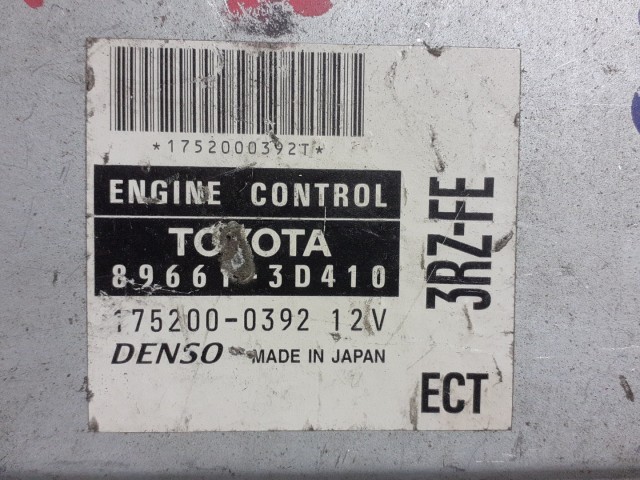 *1752000392T*
ENGINE CONTROL
TOYOTA
89661-3D410
175200-0392 12V
DENSO MADE IN JAPAN
3RZ-FE
ECT